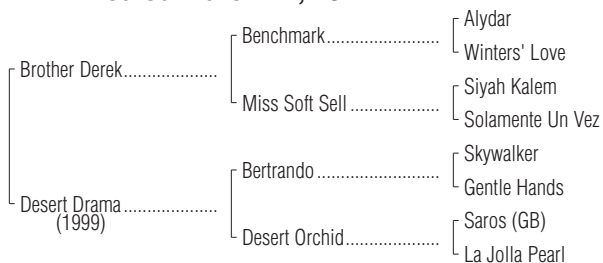 Alydar
Benchmark
Winters' Love
Brother Derek
Siyah Kalem
Miss Soft Sell
Solamente Un Vez
Skywalker
Bertrando
Gentle Hands
Desert Drama
(1999)
Saros (GB)
Desert Orchid
La Jolla Pearl